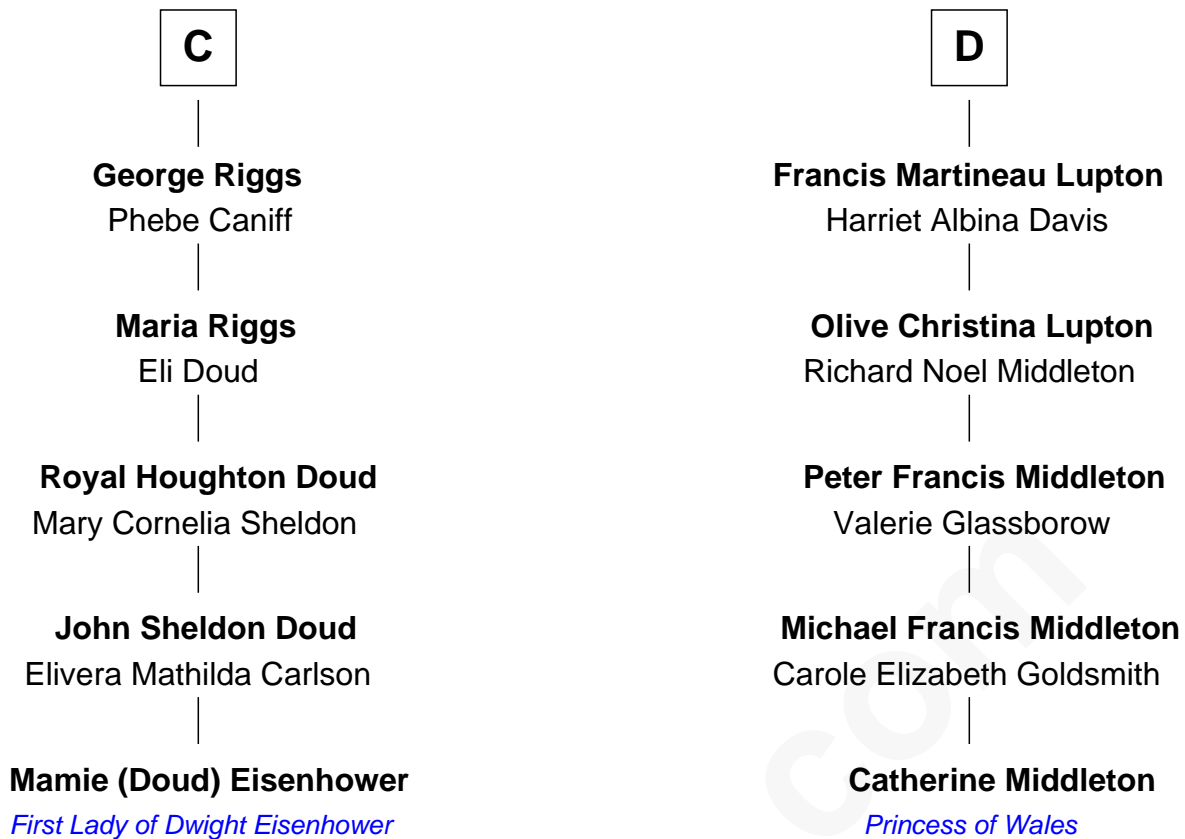 C
George Riggs
Phebe Caniff
Maria Riggs
Eli Doud
Royal Houghton Doud
Mary Cornelia Sheldon
John Sheldon Doud
Elivera Mathilda Carlson
Mamie (Doud) Eisenhower
First Lady of Dwight Eisenhower
D
Francis Martineau Lupton
Harriet Albina Davis
Olive Christina Lupton
Richard Noel Middleton
Peter Francis Middleton
Valerie Glassborow
Michael Francis Middleton
Carole Elizabeth Goldsmith
Catherine Middleton
Princess of Wales
com